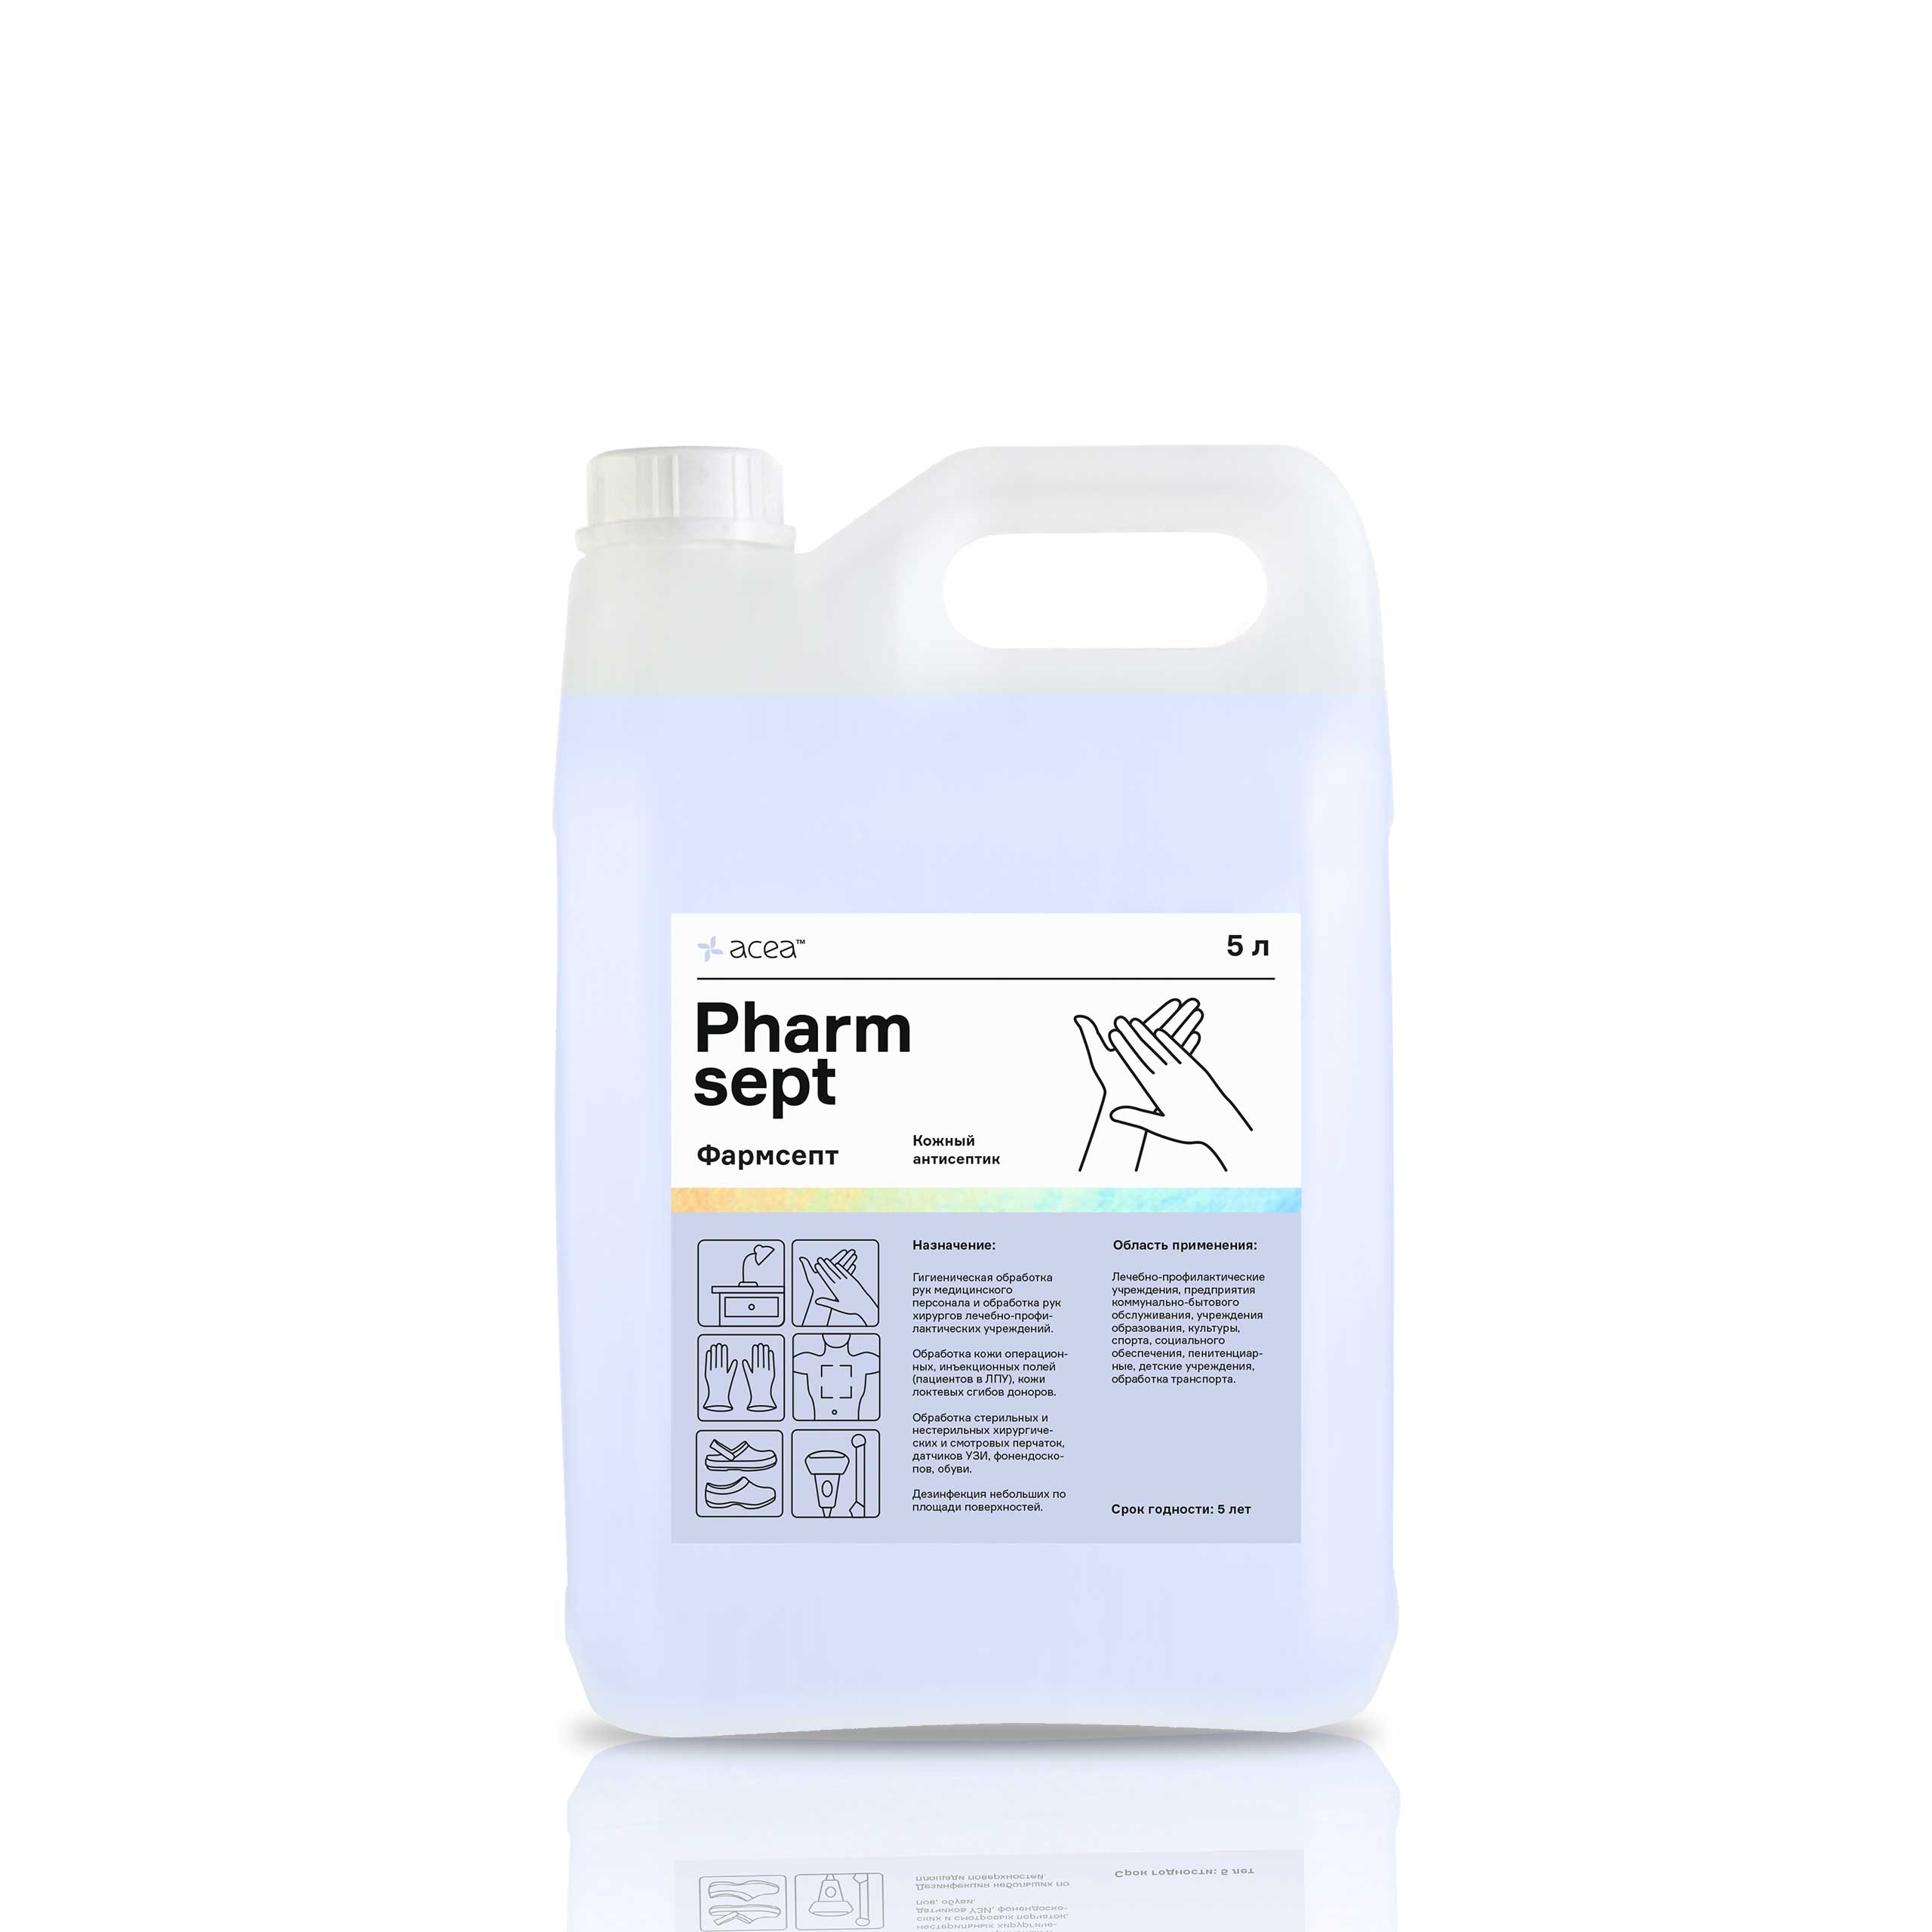 acea™
5 л
Pharm
sept
Фармсепт
Кожный
антисептик
Назначение:
Гигиеническая обработка
рук медицинского
персонала и обработка рук
хирургов лечебно-профи-
лактических учреждений.
Обработка кожи операцион-
ных, инъекционных полей
(пациентов в ЛПУ), кожи
локтевых сгибов доноров.
Обработка стерильных и
нестерильных хирургиче-
ских и смотровых перчаток,
датчиков УЗИ, фонендоско-
пов, обуви.
Дезинфекция небольших по
площади поверхностей.
Область применения:
Лечебно-профилактические
учреждения, предприятия
коммунально-бытового
обслуживания, учреждения
образования, культуры,
спорта, социального
обеспечения, пенитенциар-
ные, детские учреждения,
обработка транспорта.
Срок годности: 5 лет